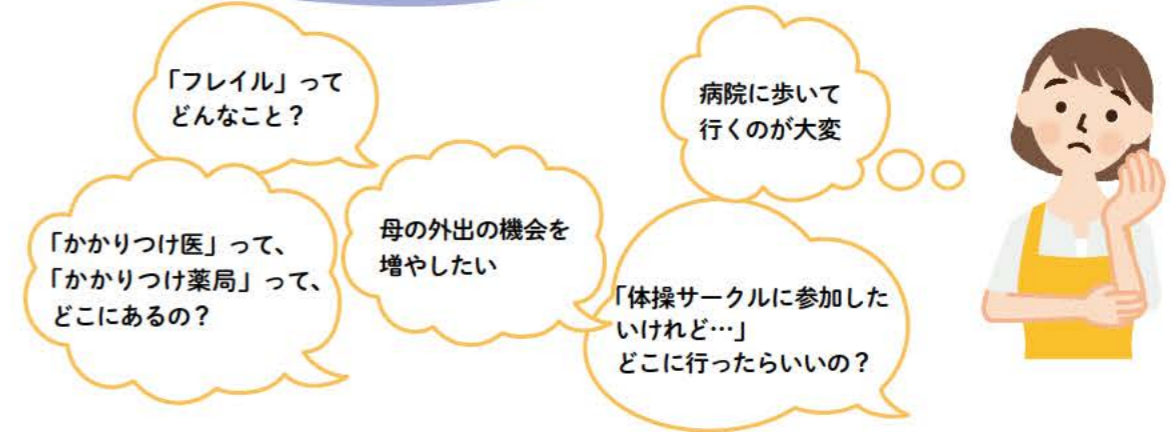 「フレイル」って
どんなこと？
病院に歩いて
行くのが大変
「かかりつけ医」って、
「かかりつけ薬局」って、
どこにあるの？
母の外出の機会を
増やしたい
「体操サークルに参加した
いけれど…」
どこに行ったらいいの？